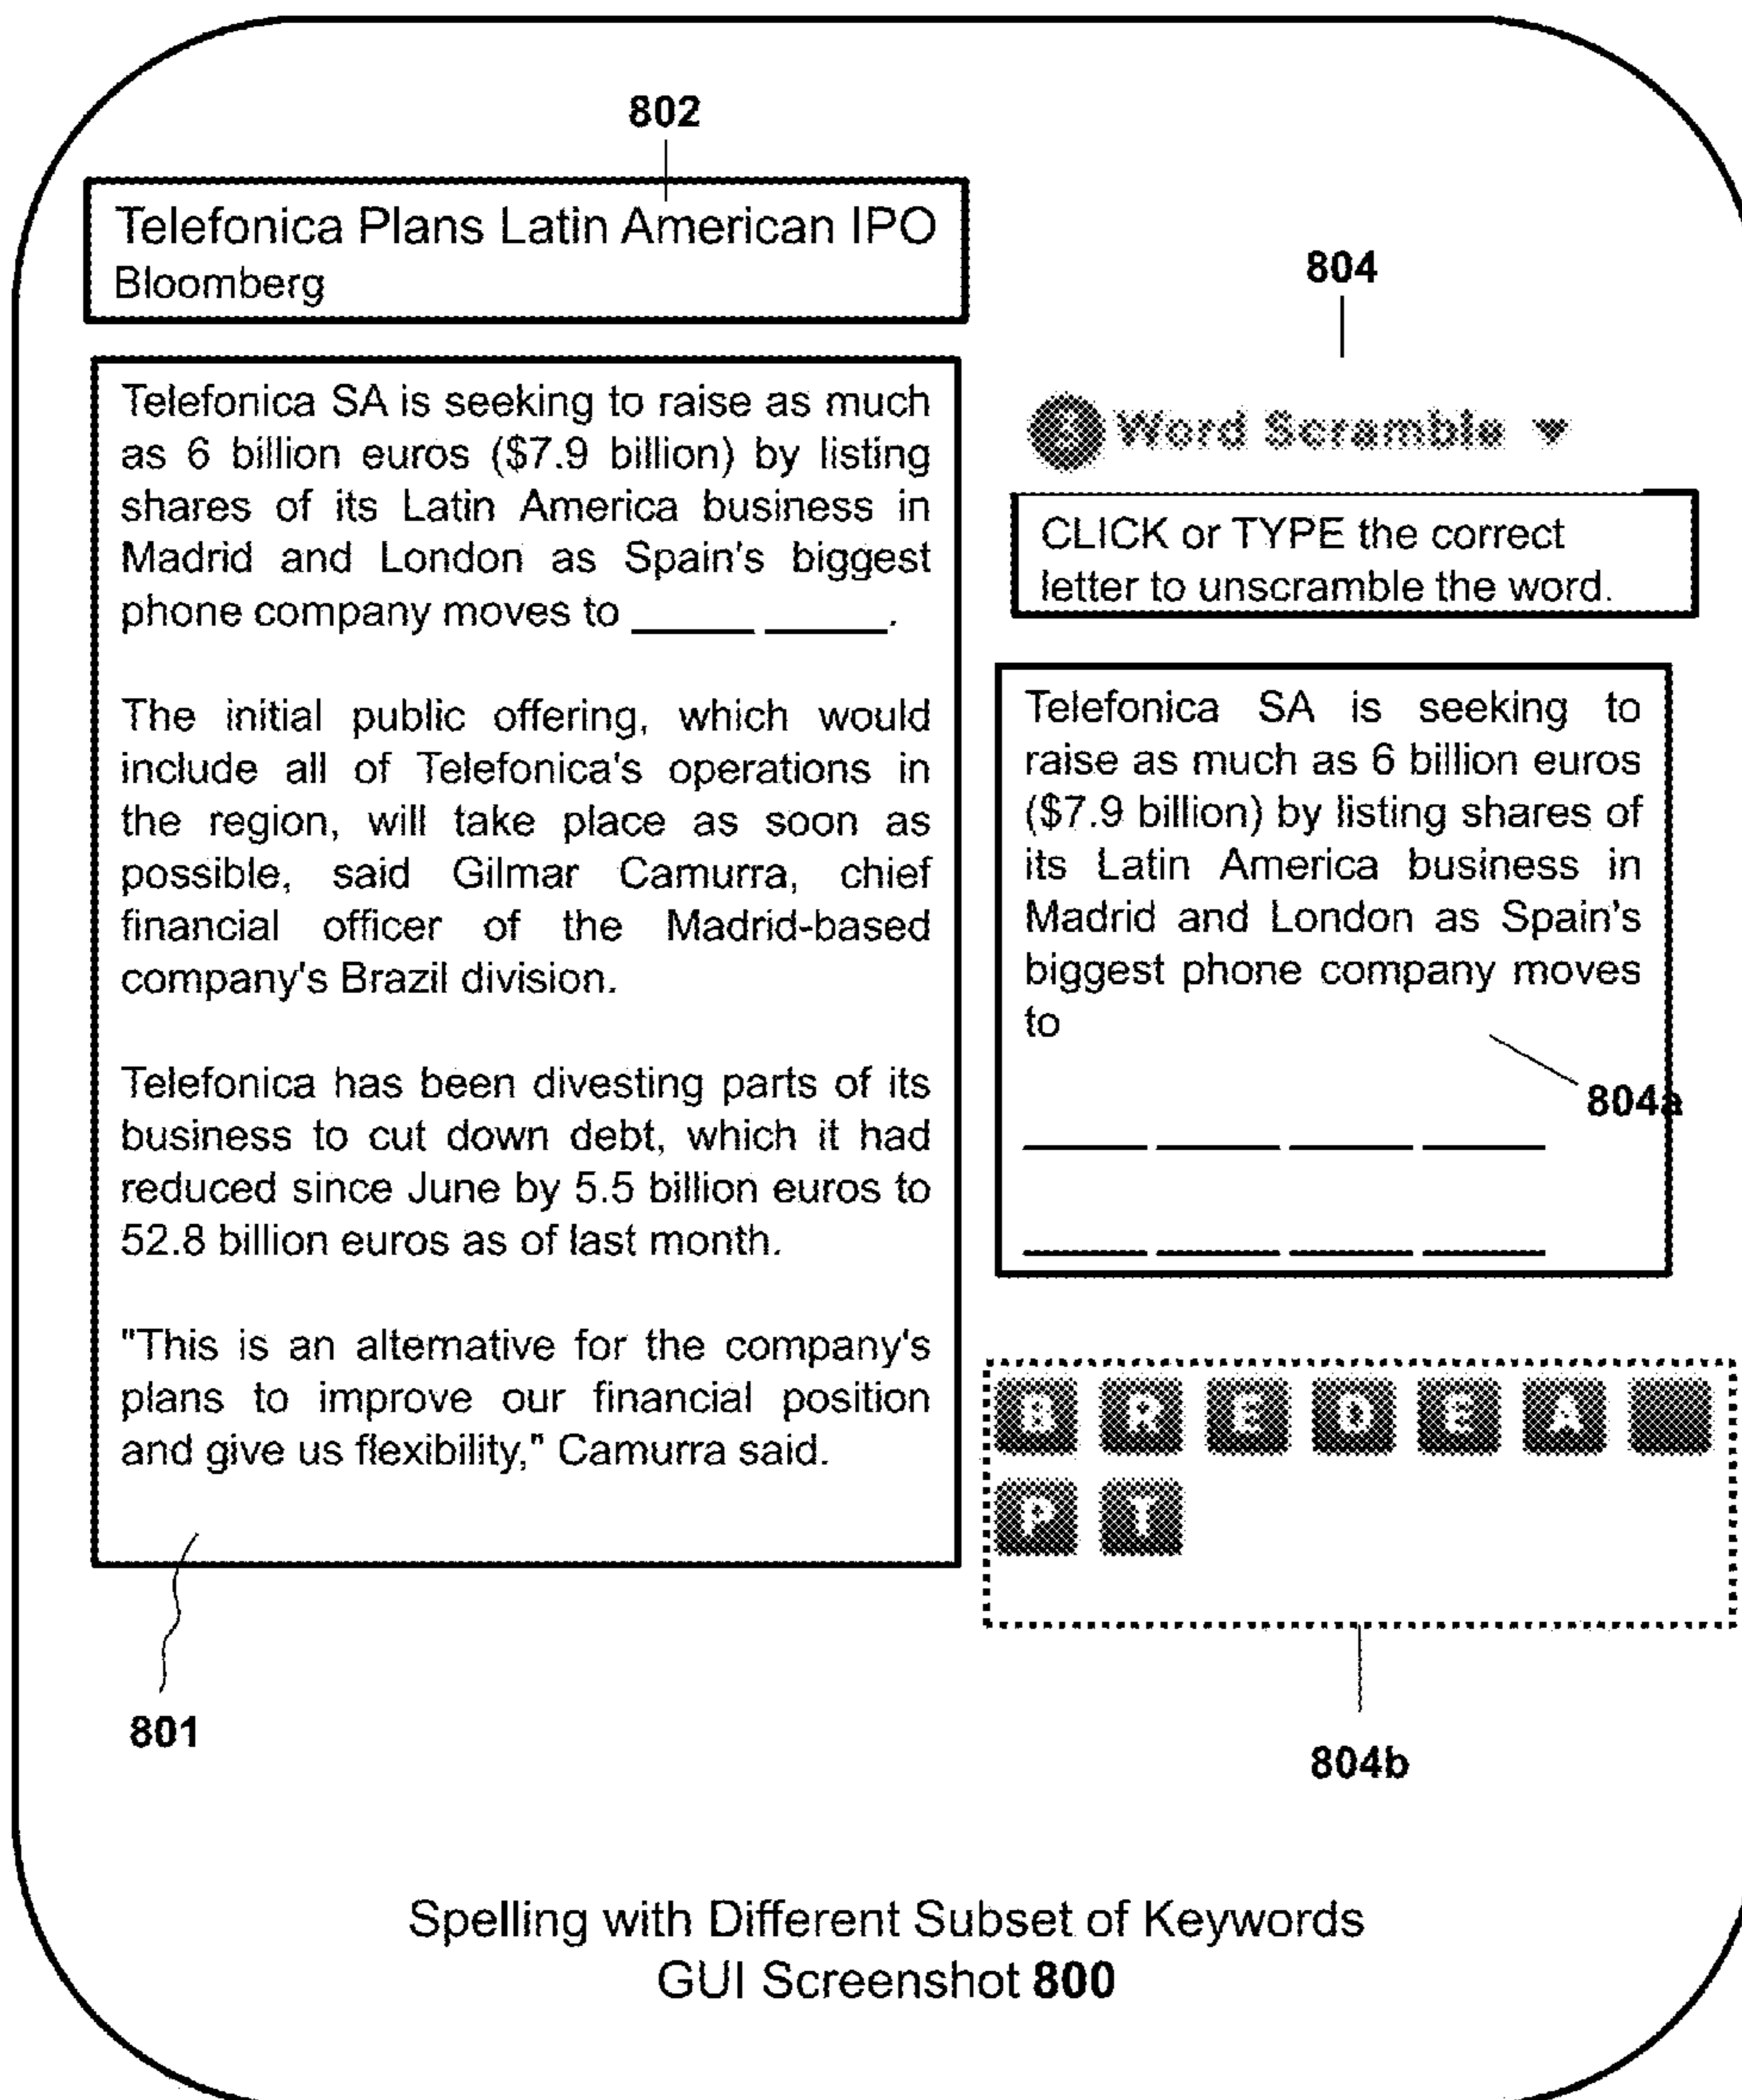 802
Telefonica Plans Latin American IPO
Bloomberg
Telefonica SA is seeking to raise as much
as 6 billion euros ($7.9 billion) by listing
shares of its Latin America business in
Madrid and London as Spain's biggest
phone company moves to _____ _____.
The initial public offering, which would
include all of Telefonica's operations in
the region, will take place as soon as
possible, said Gilmar Camurra, chief
financial officer of the Madrid-based
company's Brazil division.
Telefonica has been divesting parts of its
business to cut down debt, which it had
reduced since June by 5.5 billion euros to
52.8 billion euros as of last month.
"This is an alternative for the company's
plans to improve our financial position
and give us flexibility," Camurra said.
801
804
Word Scramble
CLICK or TYPE the correct
letter to unscramble the word.
Telefonica SA is seeking to
raise as much as 6 billion euros
($7.9 billion) by listing shares of
its Latin America business in
Madrid and London as Spain's
biggest phone company moves
to
804a
_____ _____ _____ _____
_____ _____ _____ _____
B R E D E A
P T
804b
Spelling with Different Subset of Keywords
GUI Screenshot 800